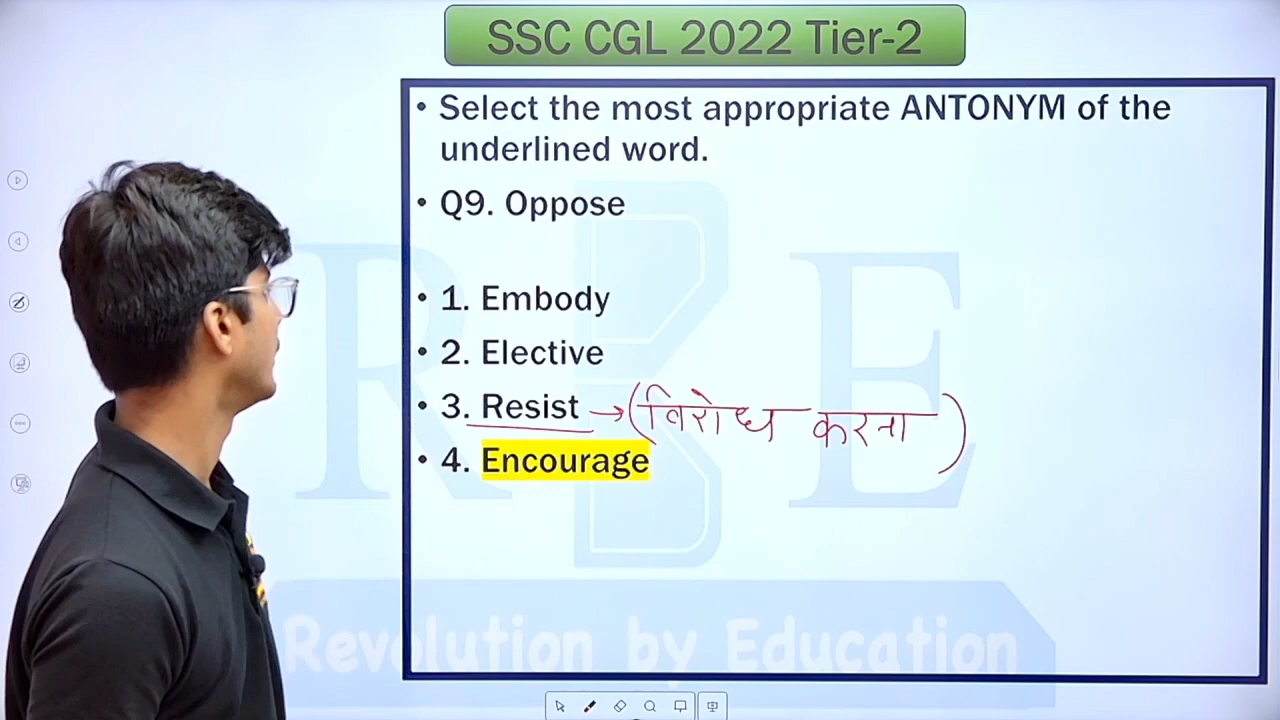 SSC CGL 2022 Tier-2
• Select the most appropriate ANTONYM of the
underlined word.
• Q9. Oppose
• 1. Embody
• 2. Elective
• 3. Resist → (विरोध करना)
• 4. Encourage
RBE
Revolution by Education